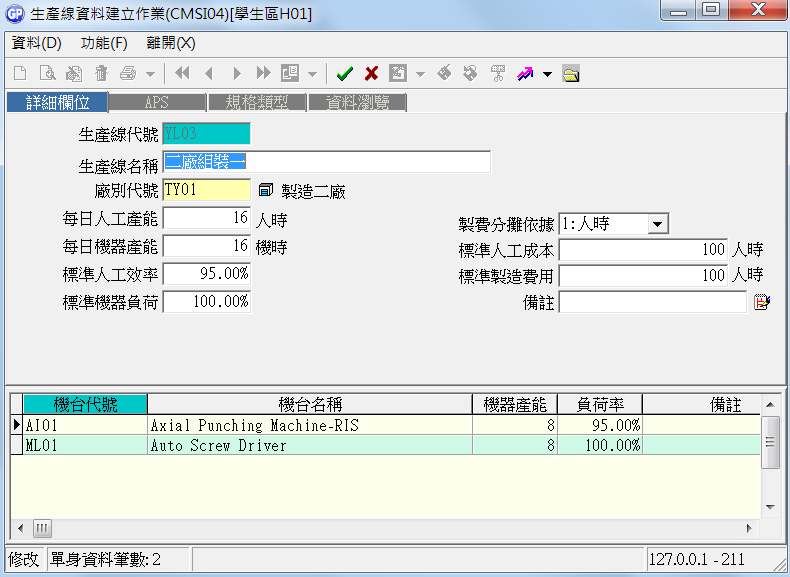 GP 生產線資料建立作業(CMSI04)[學生區H01]
資料(D) 功能(F) 離開(X)
詳細欄位 APS 規格類型 資料瀏覽
生產線代號 YL03
生產線名稱 二廠組裝一
廠別代號 TY01 製造二廠
每日人工產能 16 人時 製費分攤依據 1:人時
每日機器產能 16 機時 標準人工成本 100 人時
標準人工效率 95.00% 標準製造費用 100 人時
標準機器負荷 100.00% 備註
機台代號 機台名稱 機器產能 負荷率 備註
AI01 Axial Punching Machine-RIS 8 95.00%
ML01 Auto Screw Driver 8 100.00%
修改 單身資料筆數: 2 127.0.0.1 - 211